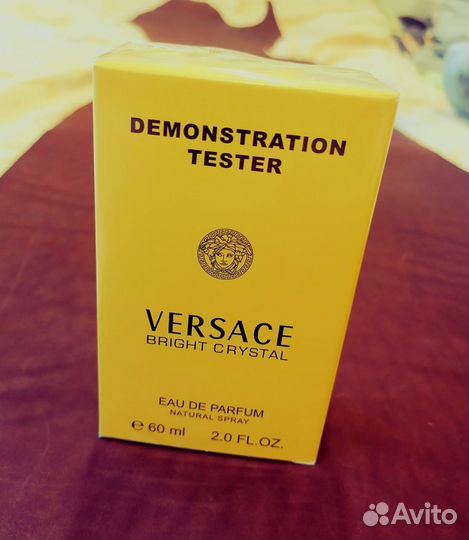 DEMONSTRATION
TESTER
VERSACE
BRIGHT CRYSTAL
EAU DE PARFUM
NATURAL SPRAY
℮ 60 ml 2.0 FL.OZ.
Avito